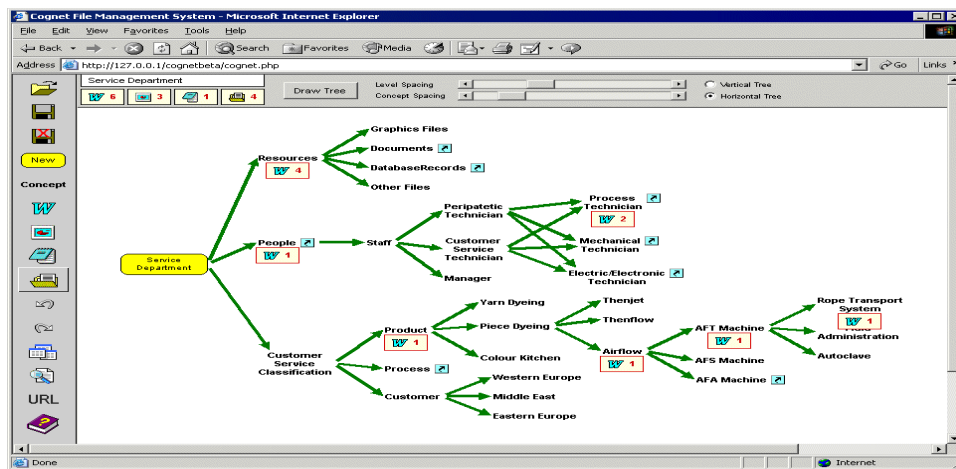 Cognet File Management System - Microsoft Internet Explorer
File Edit View Favorites Tools Help
Back Search Favorites Media
Address http://127.0.0.1/cognetbeta/cognet.php Go Links
Service Department
W 6 3 1 4
Draw Tree
Level Spacing
Concept Spacing
Vertical Tree
Horizontal Tree
New
Concept
W
URL
Service
Department
Resources
W 4
Graphics Files
Documents
DatabaseRecords
Other Files
People
W 1
Staff
Peripatetic
Technician
Customer
Service
Technician
Manager
Process
Technician
W 2
Mechanical
Technician
Electric/Electronic
Technician
Customer
Service
Classification
Product
W 1
Process
Customer
Yarn Dyeing
Piece Dyeing
Colour Kitchen
Western Europe
Middle East
Eastern Europe
Thenjet
Thenflow
Airflow
W 1
AFT Machine
W 1
AFS Machine
AFA Machine
Rope Transport
System
W 1
Administration
Autoclave
Done
Internet